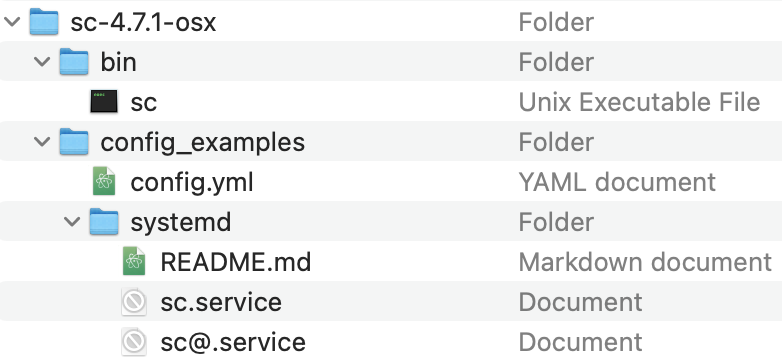 sc-4.7.1-osx Folder
bin Folder
sc Unix Executable File
config_examples Folder
config.yml YAML document
systemd Folder
README.md Markdown document
sc.service Document
sc@.service Document